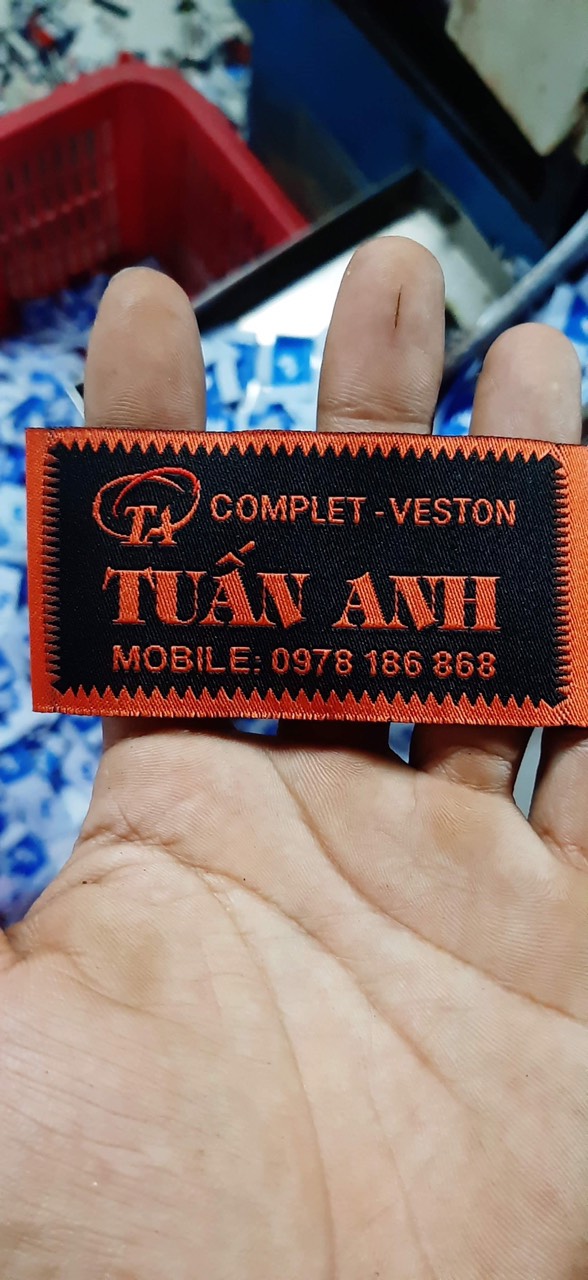 TA COMPLET - VESTON
TUẤN ANH
MOBILE: 0978 186 868